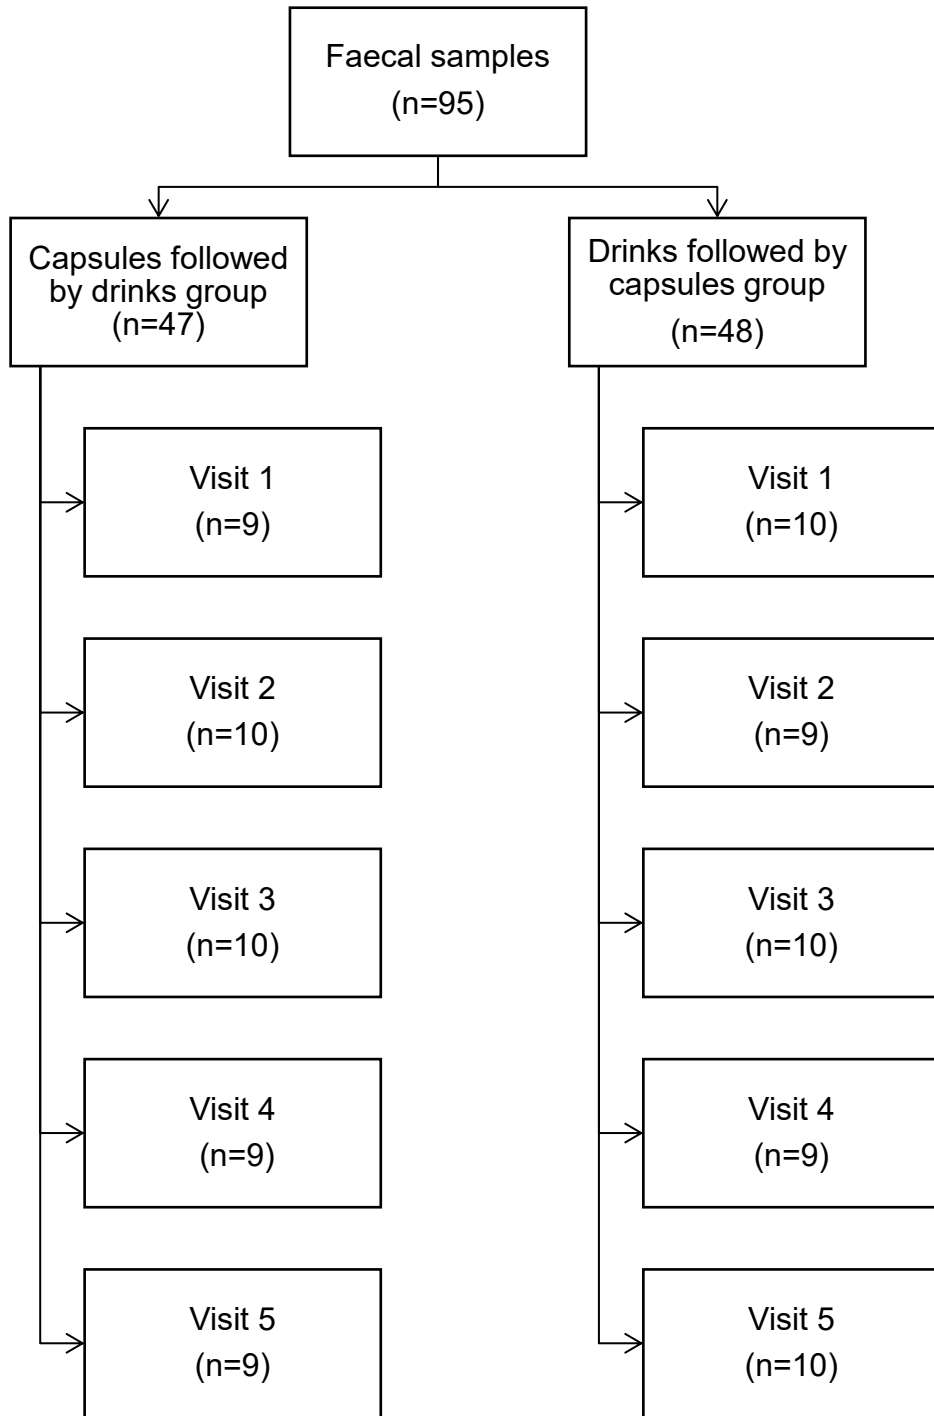 Faecal samples
(n=95)
Capsules followed
by drinks group
(n=47)
Drinks followed by
capsules group
(n=48)
Visit 1
(n=9)
Visit 2
(n=10)
Visit 3
(n=10)
Visit 4
(n=9)
Visit 5
(n=9)
Visit 1
(n=10)
Visit 2
(n=9)
Visit 3
(n=10)
Visit 4
(n=9)
Visit 5
(n=10)